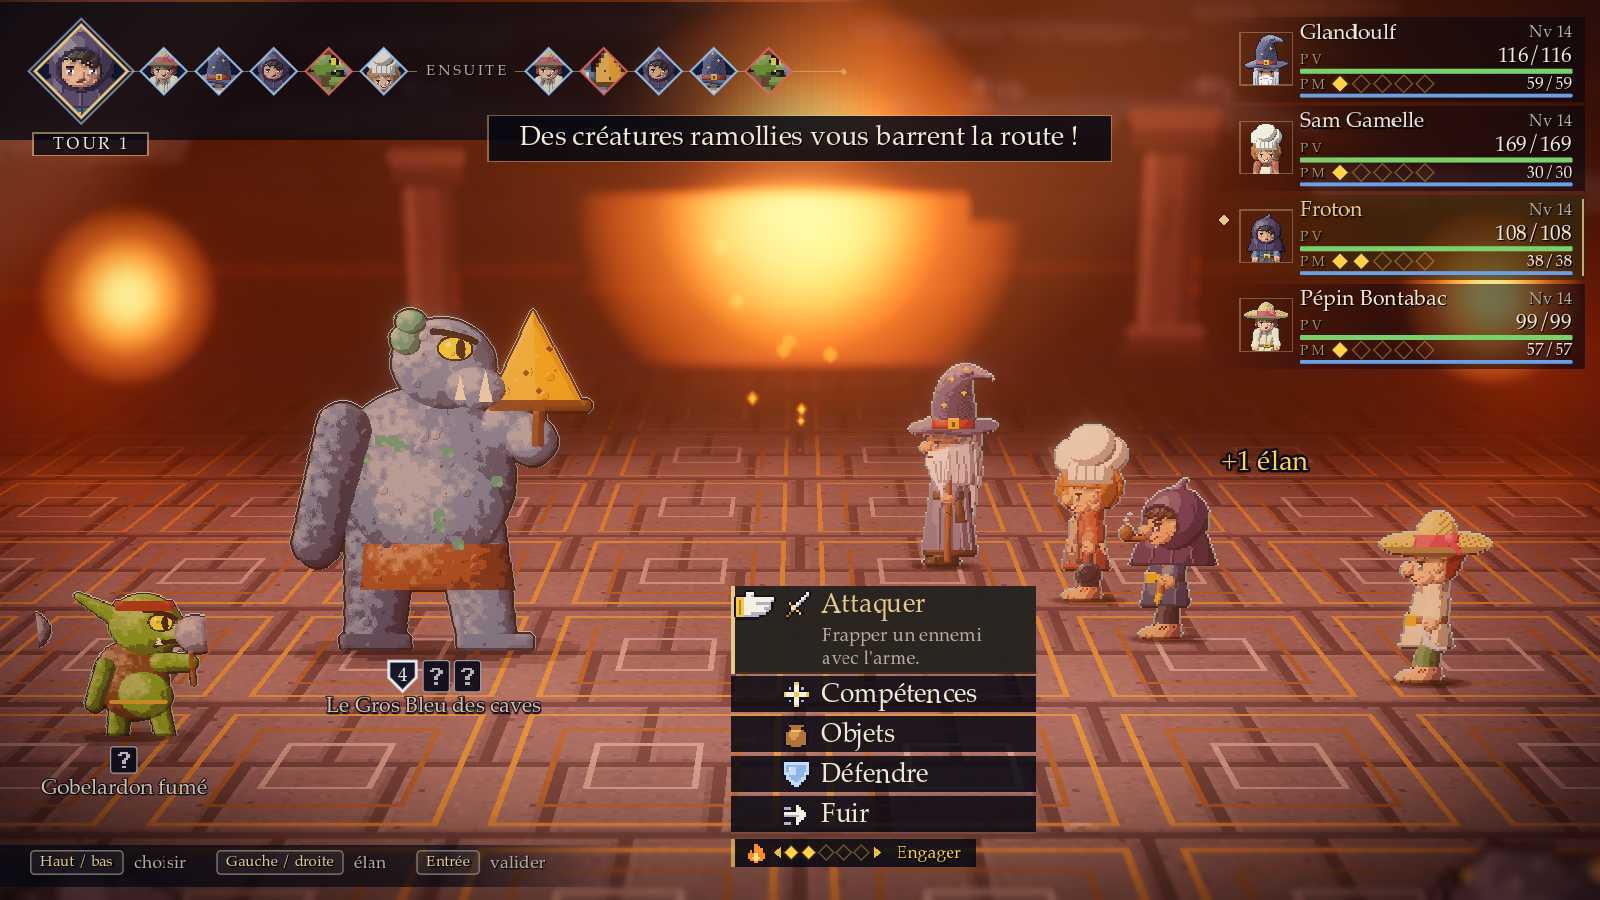 ENSUITE
TOUR 1
Des créatures ramollies vous barrent la route !
Glandoulf Nv 14
PV 116/116
PM 59/59
Sam Gamelle Nv 14
PV 169/169
PM 30/30
Froton Nv 14
PV 108/108
PM 38/38
Pépin Bontabac Nv 14
PV 99/99
PM 57/57
+1 élan
4 ? ?
Le Gros Bleu des caves
?
Gobelardon fumé
Attaquer
Frapper un ennemi
avec l'arme.
Compétences
Objets
Défendre
Fuir
Engager
Haut / bas choisir Gauche / droite élan Entrée valider